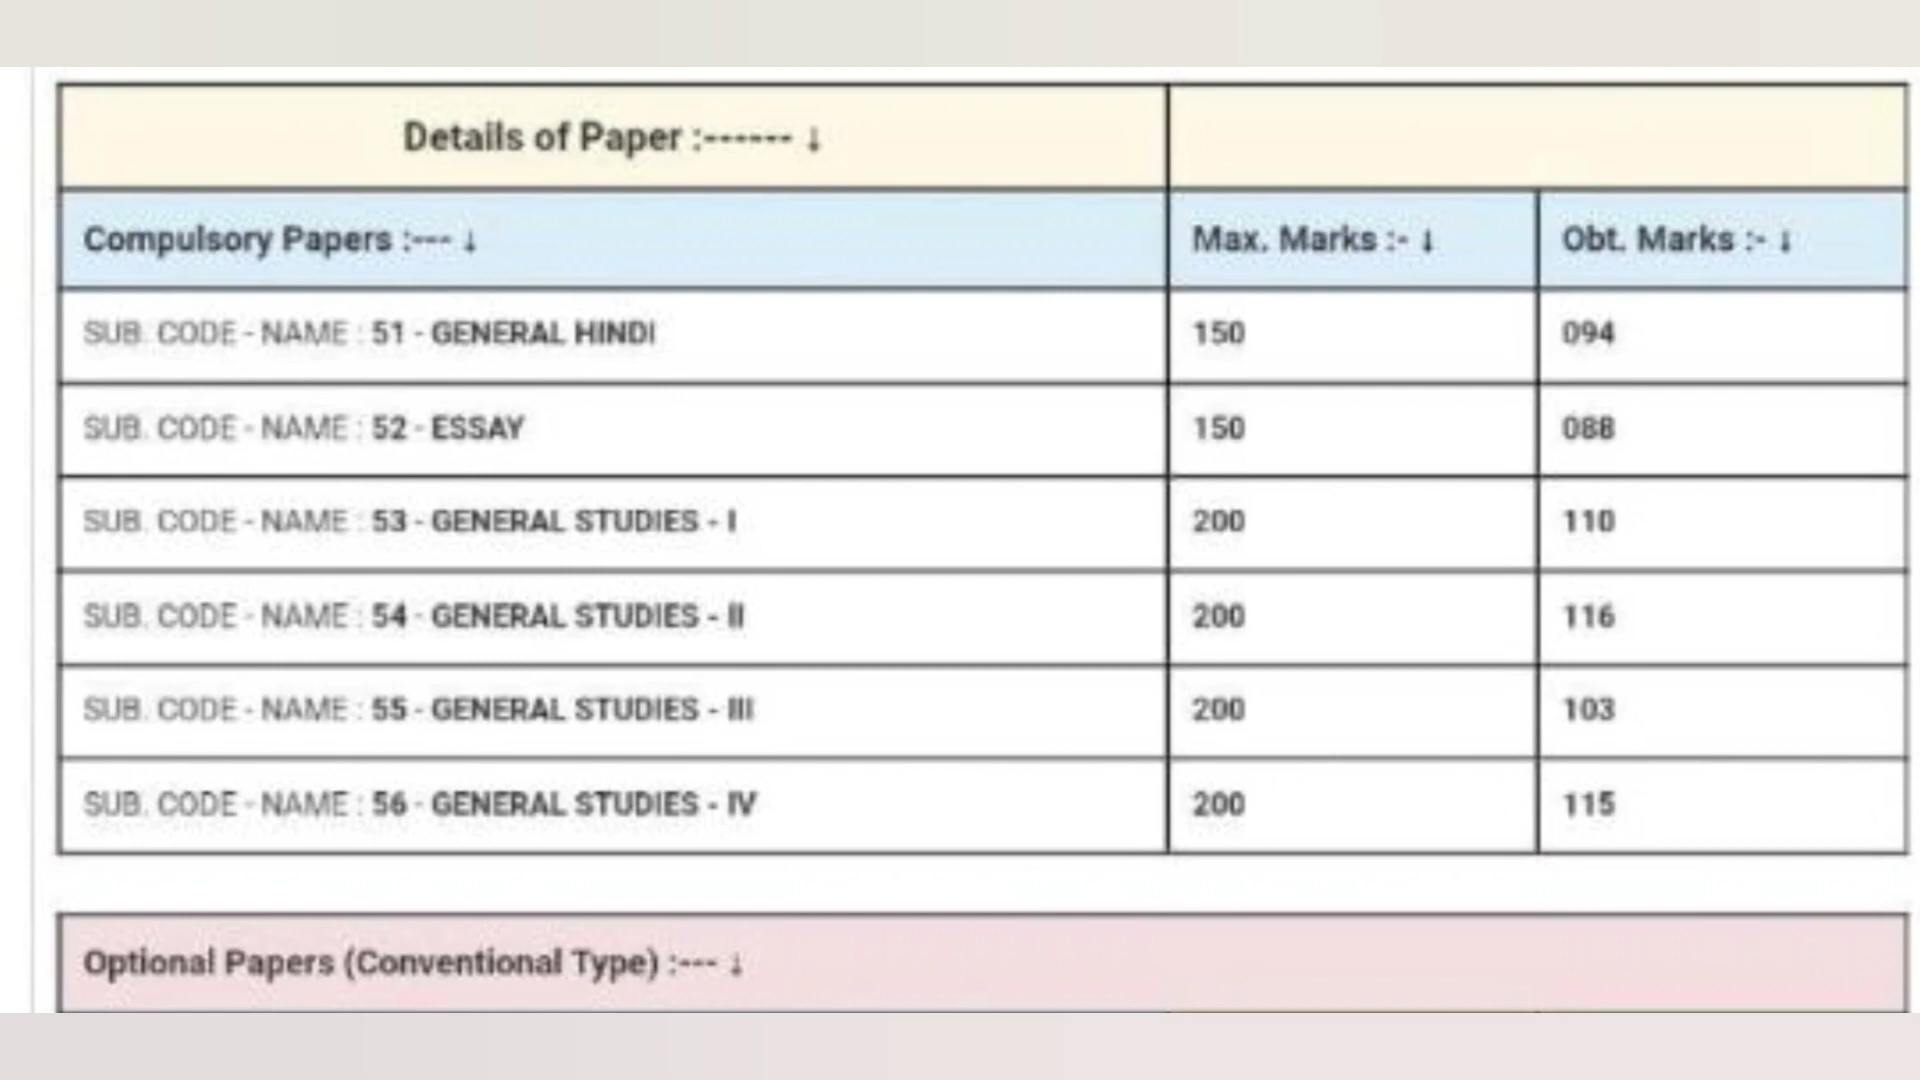 Details of Paper :------ ↓
Compulsory Papers :--- ↓ Max. Marks :- ↓ Obt. Marks :- ↓
SUB. CODE - NAME : 51 - GENERAL HINDI 150 094
SUB. CODE - NAME : 52 - ESSAY 150 088
SUB. CODE - NAME : 53 - GENERAL STUDIES - I 200 110
SUB. CODE - NAME : 54 - GENERAL STUDIES - II 200 116
SUB. CODE - NAME : 55 - GENERAL STUDIES - III 200 103
SUB. CODE - NAME : 56 - GENERAL STUDIES - IV 200 115
Optional Papers (Conventional Type) :--- ↓